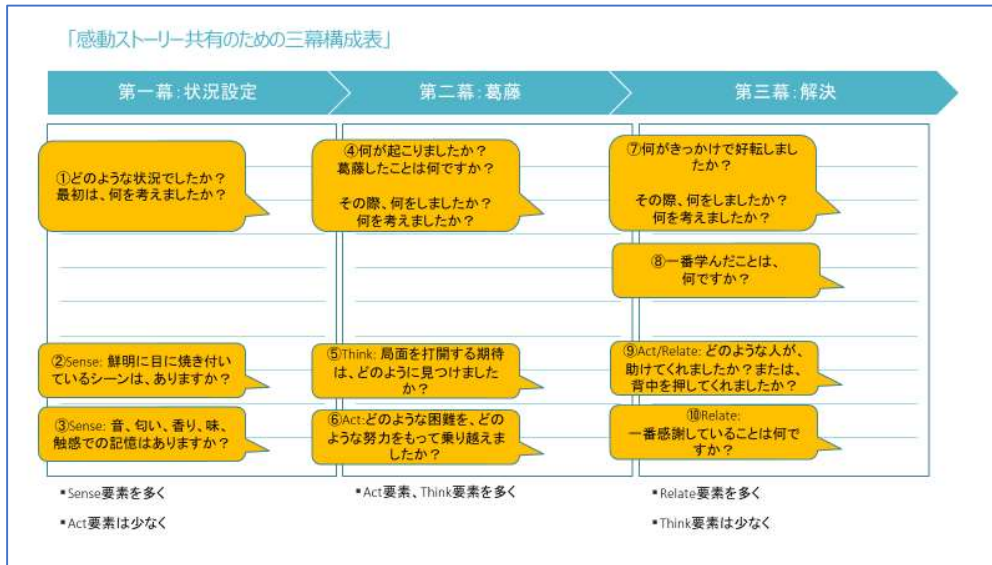 「感動ストーリー共有のための三幕構成表」
第一幕:状況設定
第二幕:葛藤
第三幕:解決
①どのような状況でしたか?
最初は、何を考えましたか?
②Sense: 鮮明に目に焼き付い
ているシーンは、ありますか?
③Sense: 音、匂い、香り、味、
触感での記憶はありますか?
④何が起こりましたか?
葛藤したことは何ですか?
その際、何をしましたか?
何を考えましたか?
⑤Think: 局面を打開する期待
は、どのように見つけました
か?
⑥Act:どのような困難を、どの
ような努力をもって乗り越えま
したか?
⑦何がきっかけで好転しまし
たか?
その際、何をしましたか?
何を考えましたか?
⑧一番学んだことは、
何ですか?
⑨Act/Relate: どのような人が、
助けてくれましたか?または、
背中を押してくれましたか?
⑩Relate:
一番感謝していることは何で
すか?
▪Sense要素を多く
▪Act要素は少なく
▪Act要素、Think要素を多く
▪Relate要素を多く
▪Think要素は少なく